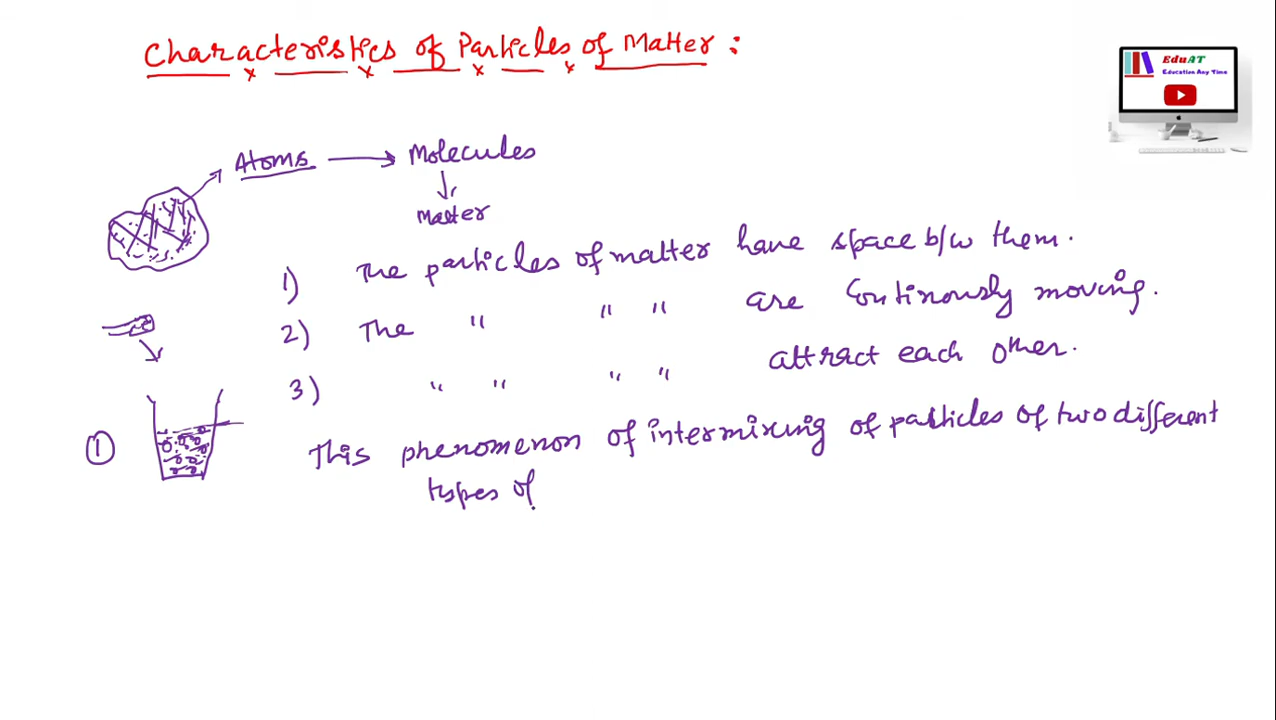 Characteristics of Particles of Matter :
EduAT
Education Any Time
Atoms → Molecules
↓
Matter
1) The particles of matter have space b/w them.
2) The " " " are Continously moving.
3) " " " " attract each other.
① This phenomenon of intermixing of particles of two different
types of